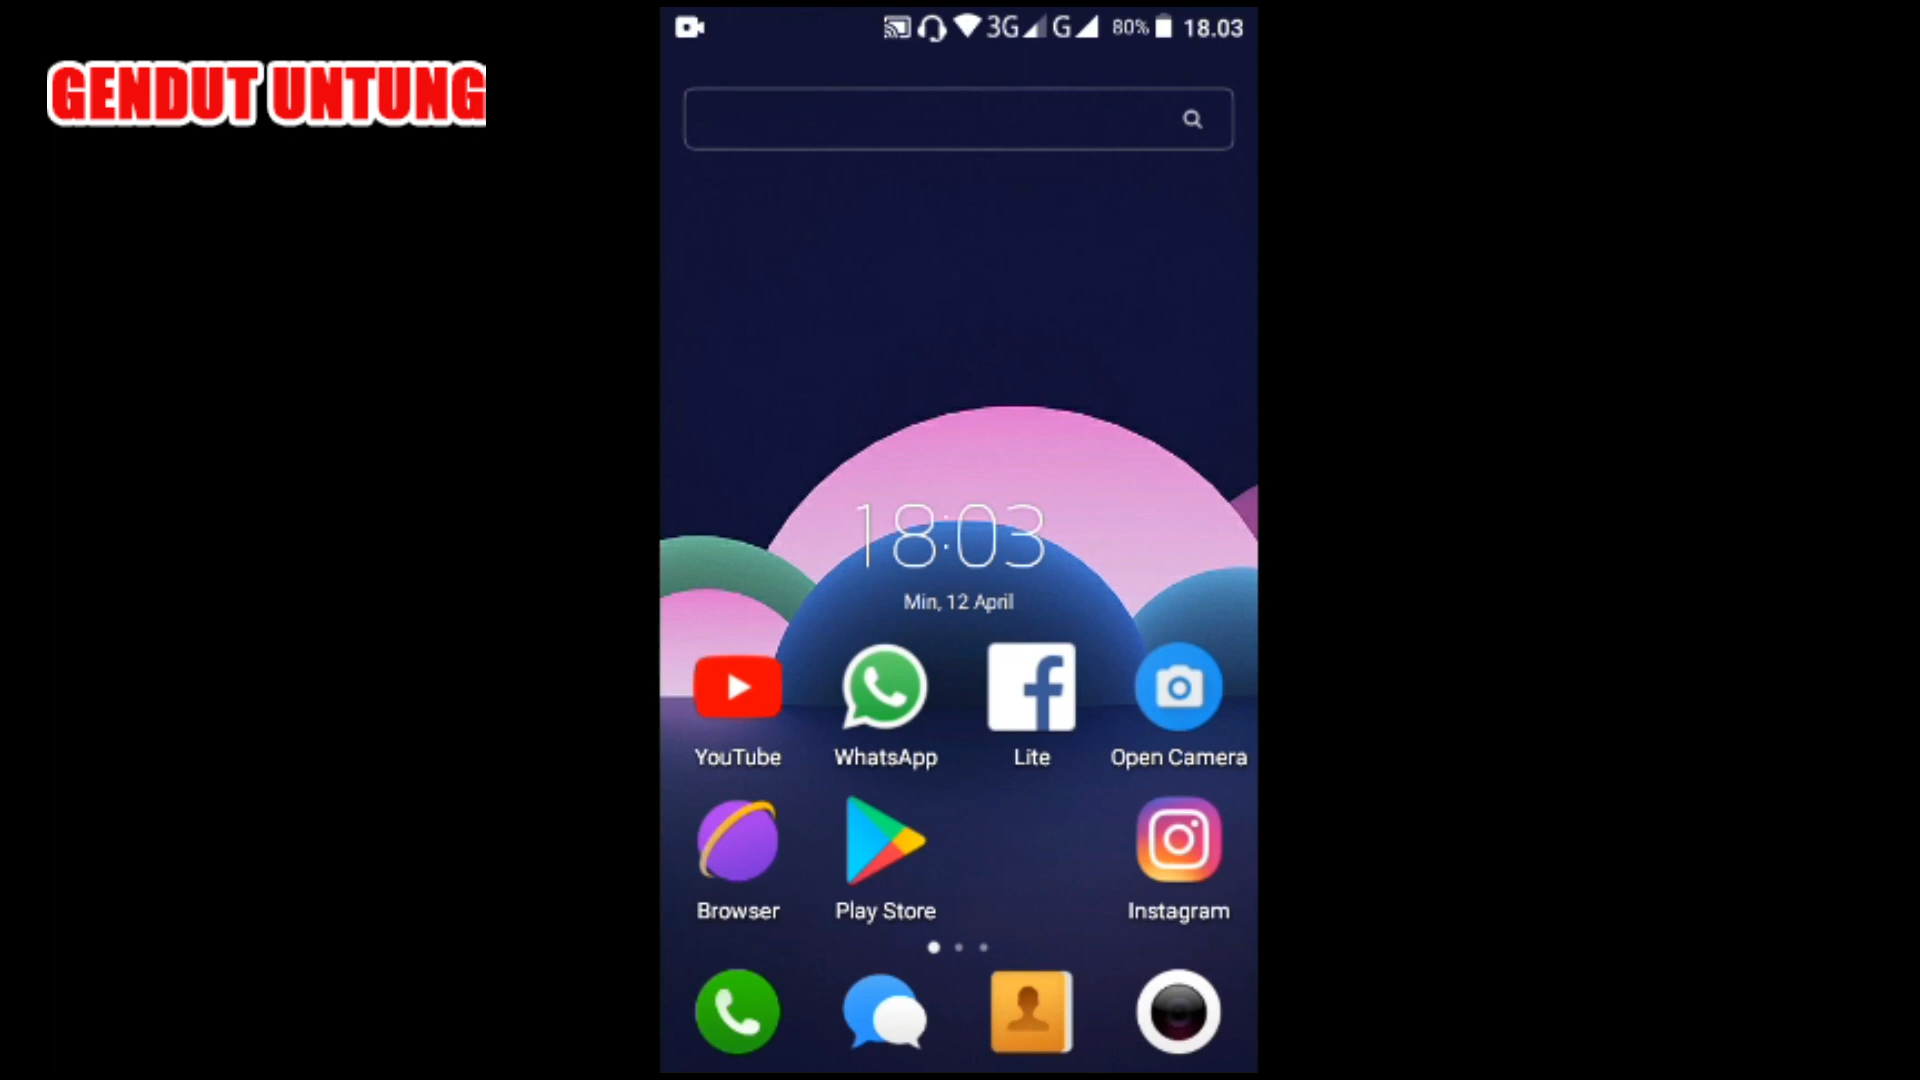 GENDUT UNTUNG
3G G 80% 18.03
18:03
Min, 12 April
YouTube WhatsApp Lite Open Camera
Browser Play Store Instagram